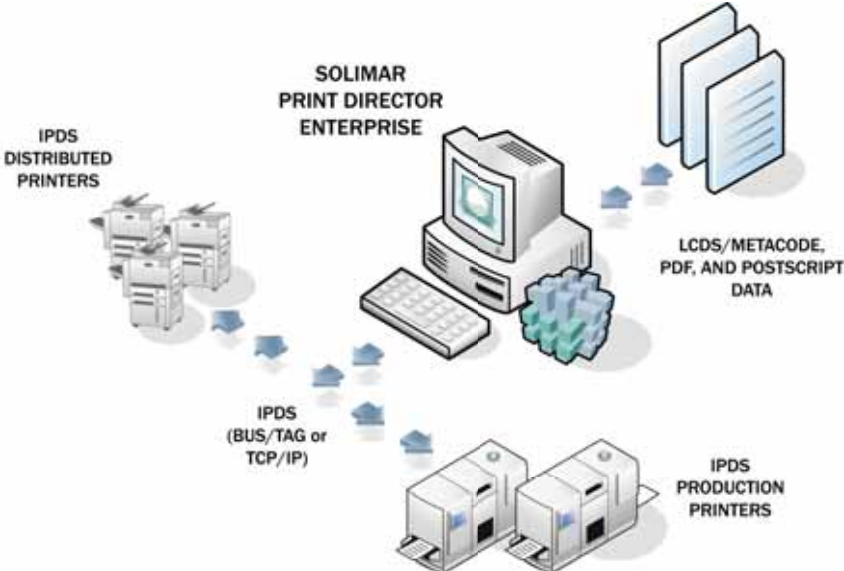 SOLIMAR
PRINT DIRECTOR
ENTERPRISE
IPDS
DISTRIBUTED
PRINTERS
LCDS/METACODE,
PDF, AND POSTSCRIPT
DATA
IPDS
(BUS/TAG or
TCP/IP)
IPDS
PRODUCTION
PRINTERS